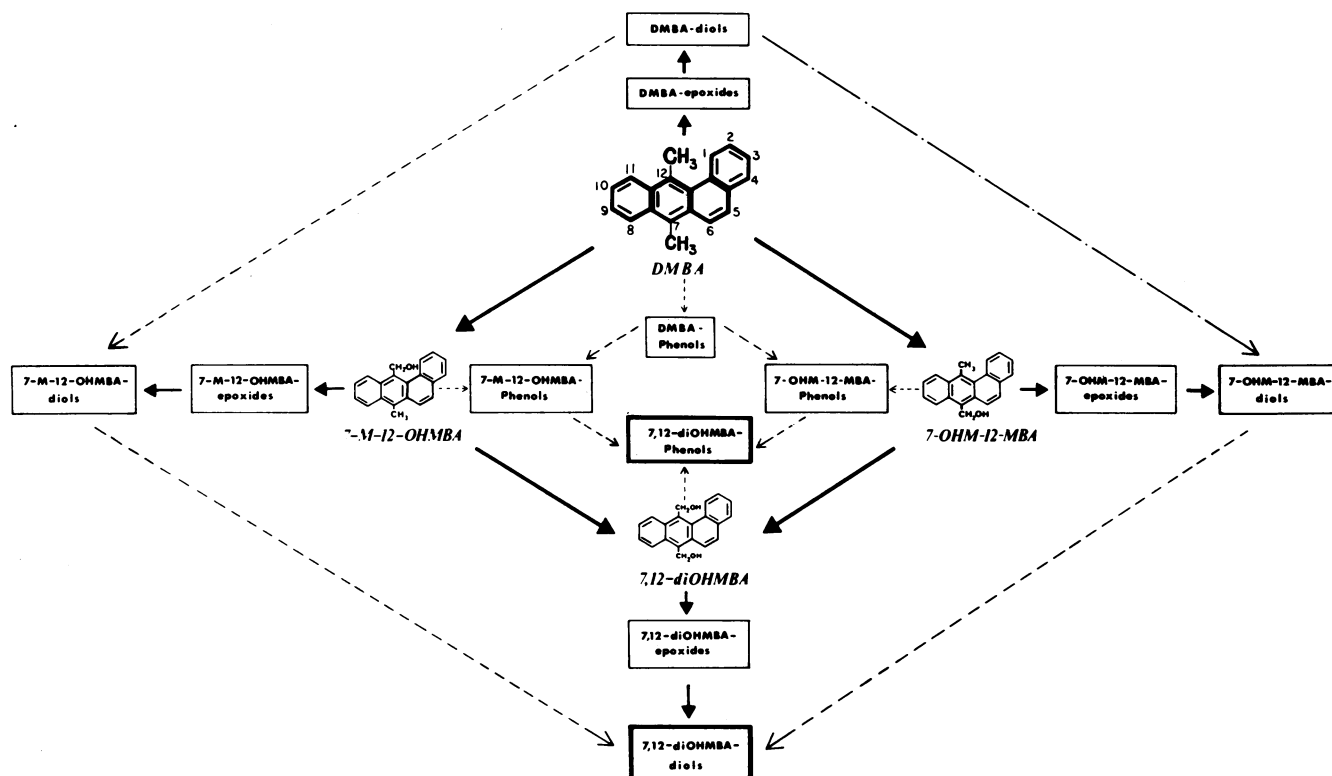 DMBA-diols
DMBA-epoxides
CH3
1
2
3
4
5
6
7
8
9
10
11
12
CH3
DMBA
DMBA-
Phenols
7-M-12-OHMBA-
diols
7-M-12-OHMBA-
epoxides
CH2OH
CH3
7-M-12-OHMBA
7-M-12-OHMBA-
Phenols
7-OHM-12-MBA-
Phenols
CH3
CH2OH
7-OHM-12-MBA
7-OHM-12-MBA-
epoxides
7-OHM-12-MBA-
diols
7,12-diOHMBA-
Phenols
CH2OH
CH2OH
7,12-diOHMBA
7,12-diOHMBA-
epoxides
7,12-diOHMBA-
diols